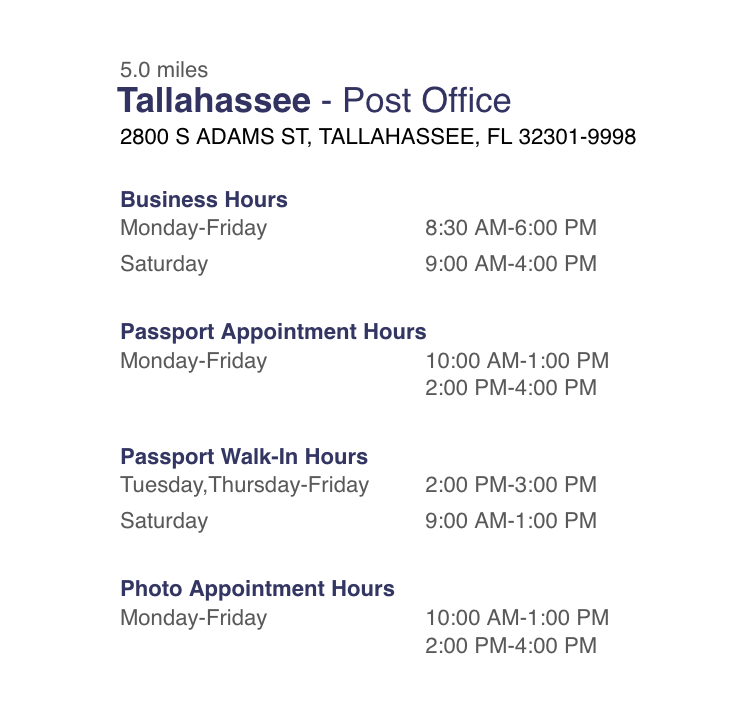 5.0 miles
Tallahassee - Post Office
2800 S ADAMS ST, TALLAHASSEE, FL 32301-9998
Business Hours
Monday-Friday 8:30 AM-6:00 PM
Saturday 9:00 AM-4:00 PM
Passport Appointment Hours
Monday-Friday 10:00 AM-1:00 PM
2:00 PM-4:00 PM
Passport Walk-In Hours
Tuesday,Thursday-Friday 2:00 PM-3:00 PM
Saturday 9:00 AM-1:00 PM
Photo Appointment Hours
Monday-Friday 10:00 AM-1:00 PM
2:00 PM-4:00 PM